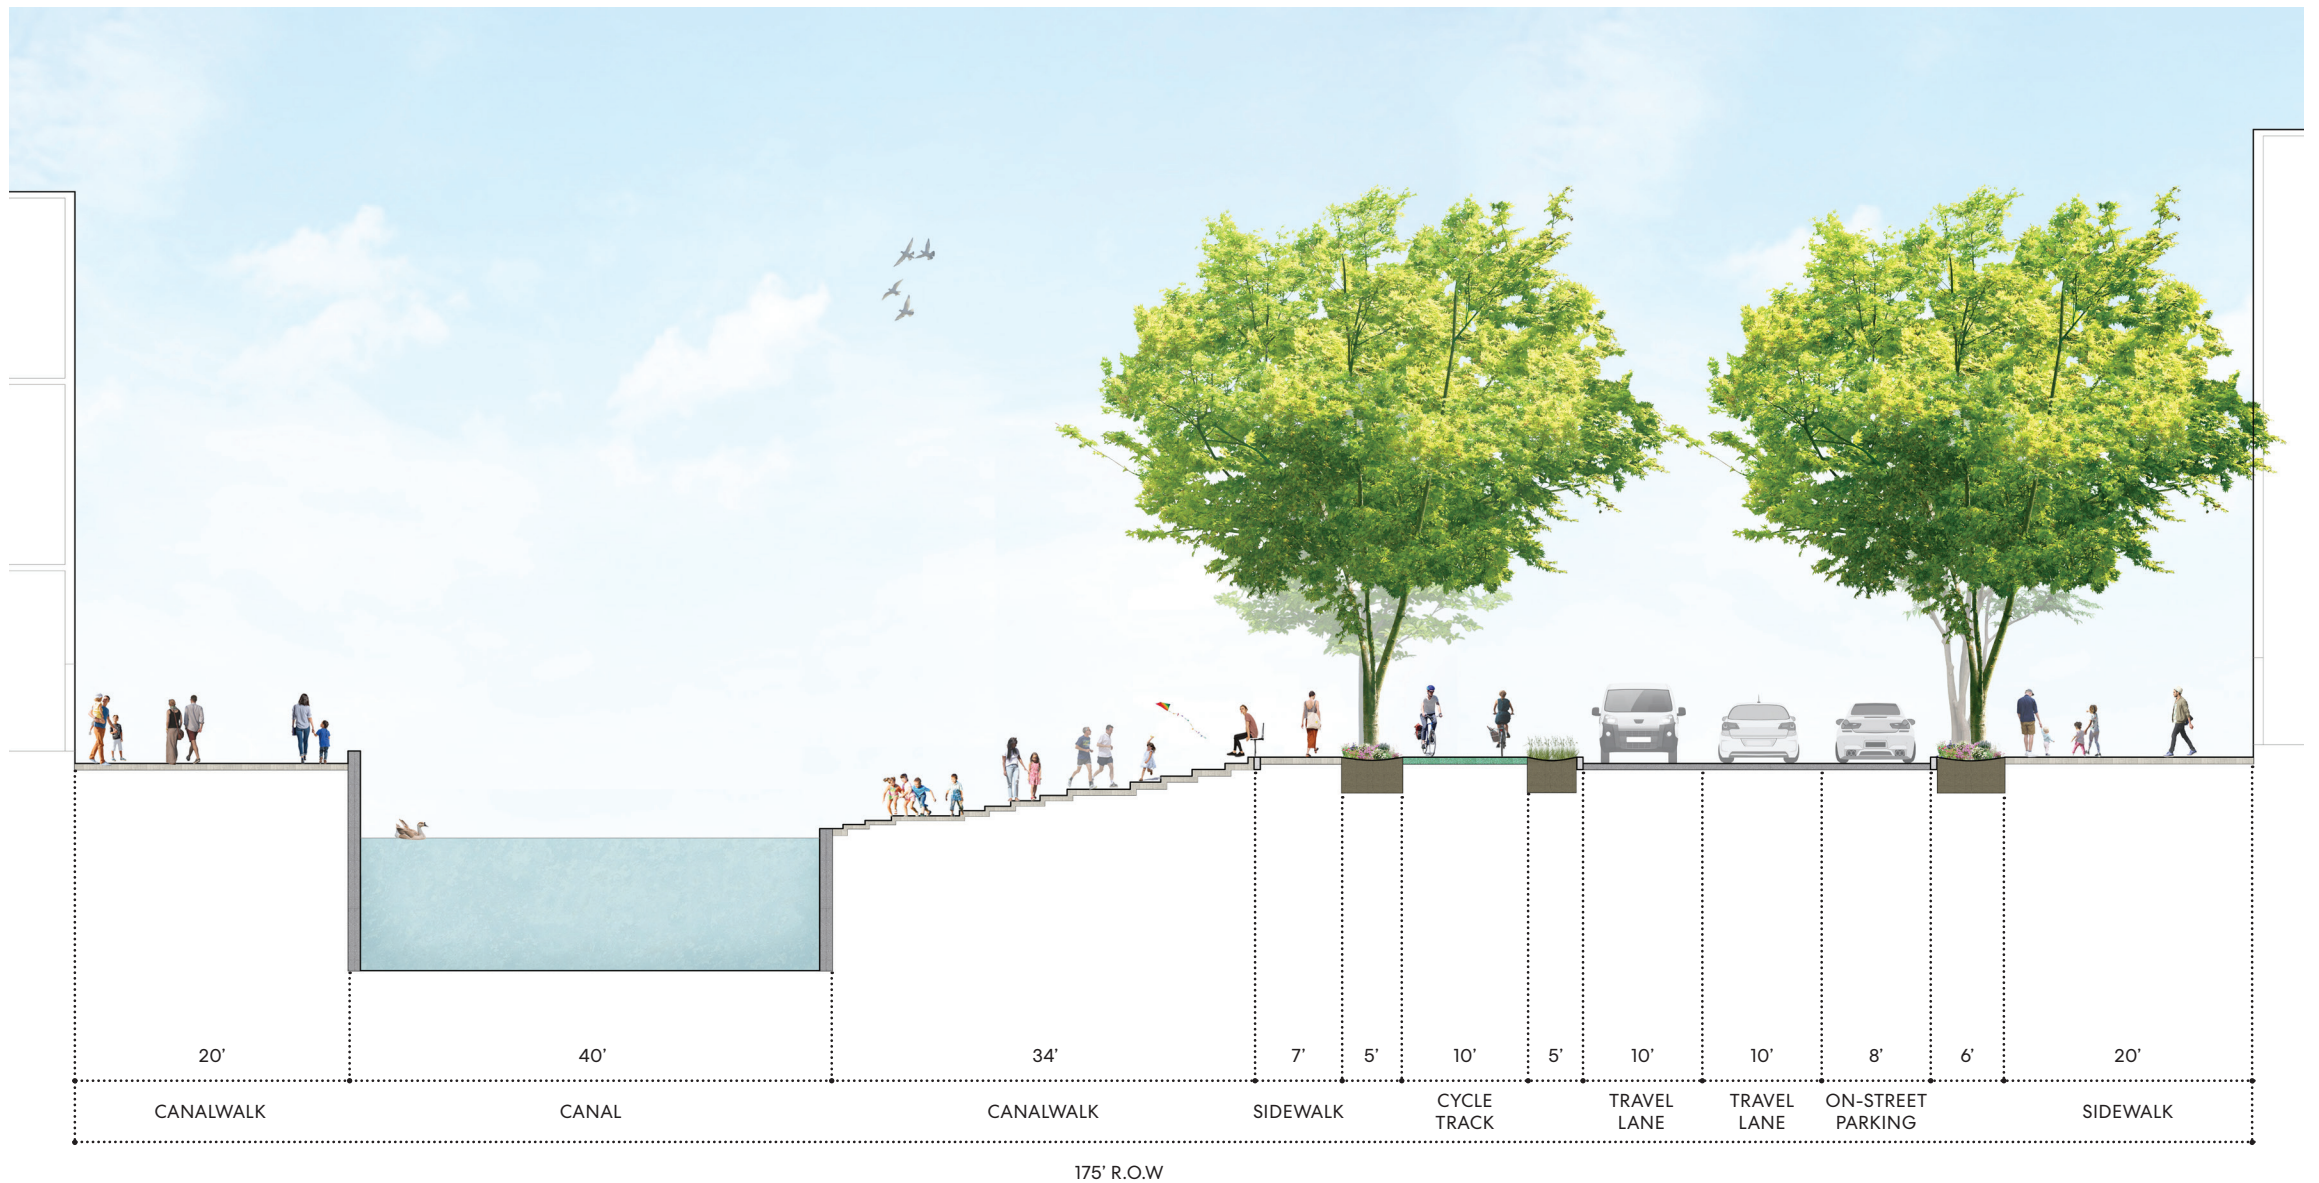 20’ 40’ 34’ 7’ 5’ 10’ 5’ 10’ 10’ 8’ 6’ 20’
CANALWALK CANAL CANALWALK SIDEWALK CYCLE TRACK TRAVEL LANE TRAVEL LANE ON-STREET PARKING SIDEWALK
175’ R.O.W